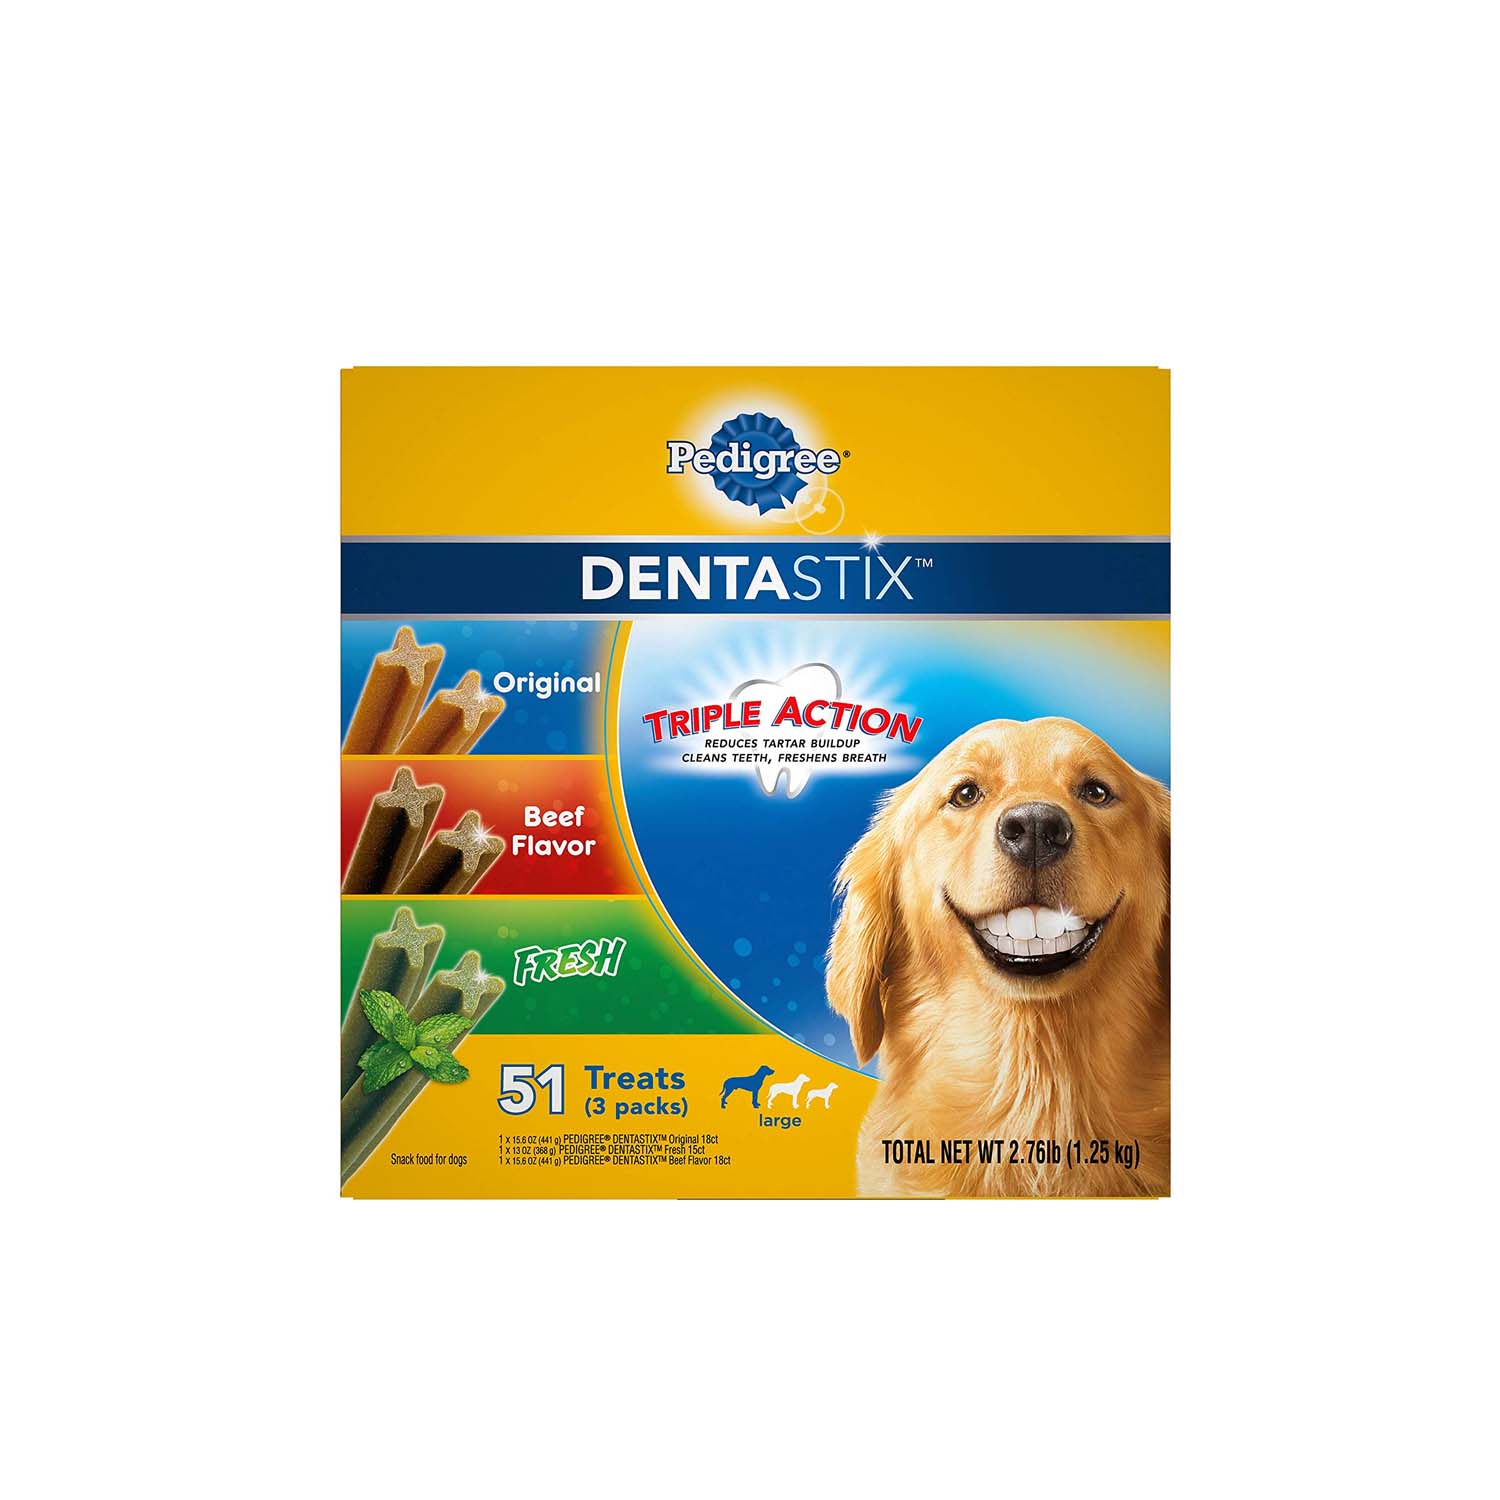 Pedigree®
DENTASTIX™
Original
TRIPLE ACTION
REDUCES TARTAR BUILDUP
CLEANS TEETH, FRESHENS BREATH
Beef
Flavor
FRESH
51 Treats
(3 packs)
large
1 x 15.6 OZ (441 g) PEDIGREE® DENTASTIX™ Original 18ct
1 x 13 OZ (368 g) PEDIGREE® DENTASTIX™ Fresh 15ct
1 x 15.6 OZ (441 g) PEDIGREE® DENTASTIX™ Beef Flavor 18ct
Snack food for dogs
TOTAL NET WT 2.76lb (1.25 kg)